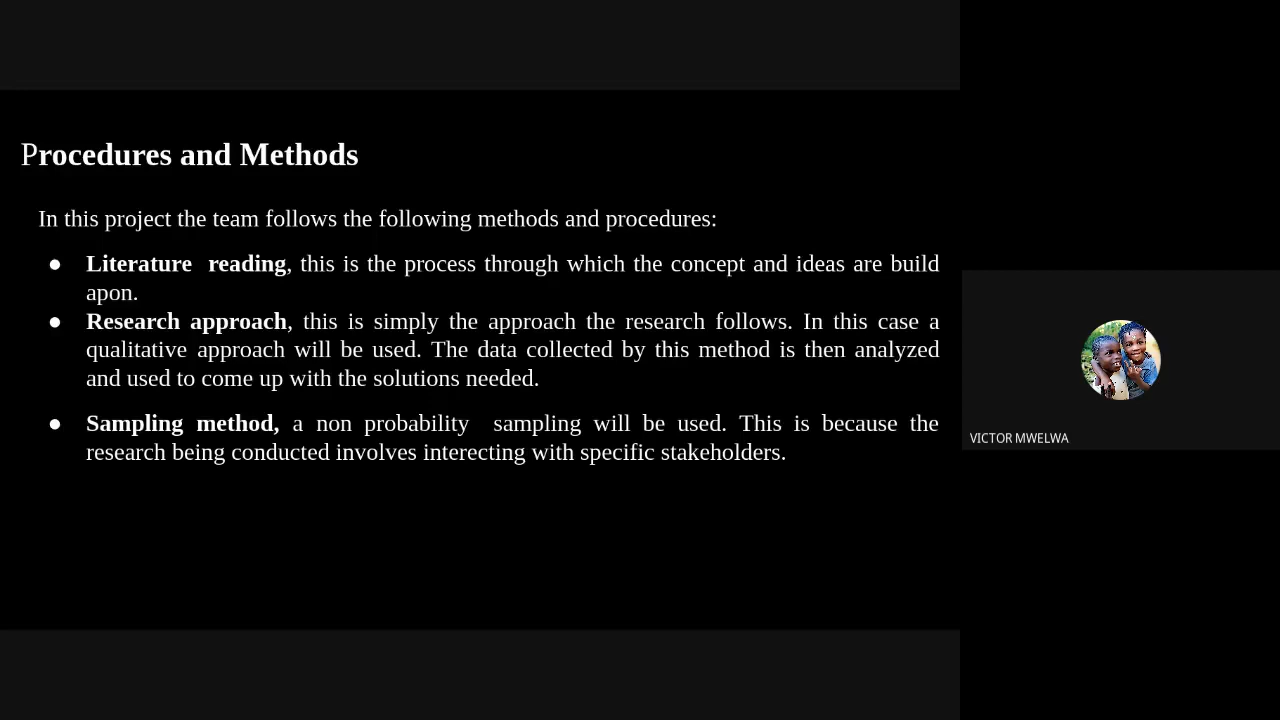 Procedures and Methods
In this project the team follows the following methods and procedures:
● Literature reading, this is the process through which the concept and ideas are build
apon.
● Research approach, this is simply the approach the research follows. In this case a
qualitative approach will be used. The data collected by this method is then analyzed
and used to come up with the solutions needed.
● Sampling method, a non probability sampling will be used. This is because the
research being conducted involves interecting with specific stakeholders.
VICTOR MWELWA